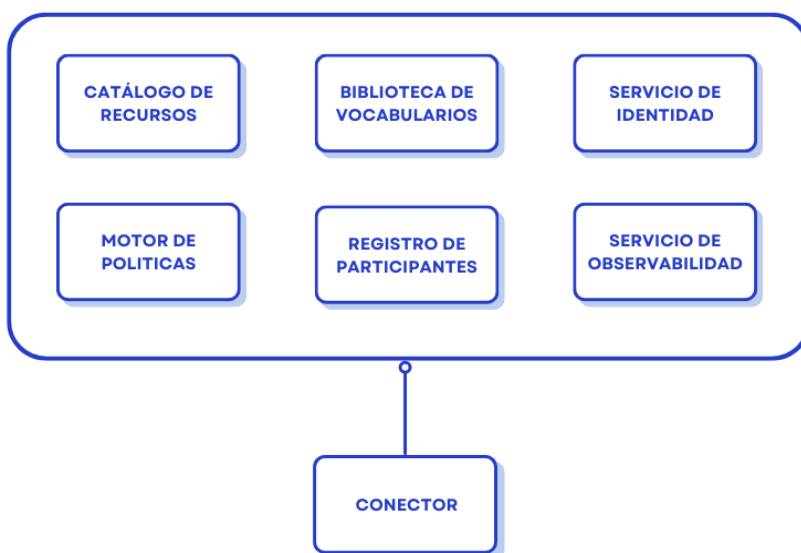 CATÁLOGO DE
RECURSOS
BIBLIOTECA DE
VOCABULARIOS
SERVICIO DE
IDENTIDAD
MOTOR DE
POLITICAS
REGISTRO DE
PARTICIPANTES
SERVICIO DE
OBSERVABILIDAD
CONECTOR